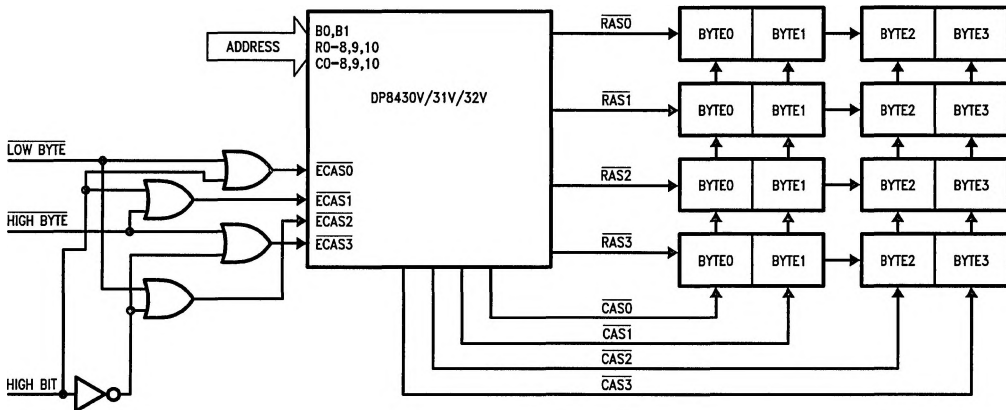 ADDRESS
B0,B1
R0-8,9,10
C0-8,9,10
DP8430V/31V/32V
LOW BYTE
HIGH BYTE
HIGH BIT
ECAS0
ECAS1
ECAS2
ECAS3
RAS0
BYTE0 BYTE1 BYTE2 BYTE3
RAS1
BYTE0 BYTE1 BYTE2 BYTE3
RAS2
BYTE0 BYTE1 BYTE2 BYTE3
RAS3
BYTE0 BYTE1 BYTE2 BYTE3
CAS0
CAS1
CAS2
CAS3